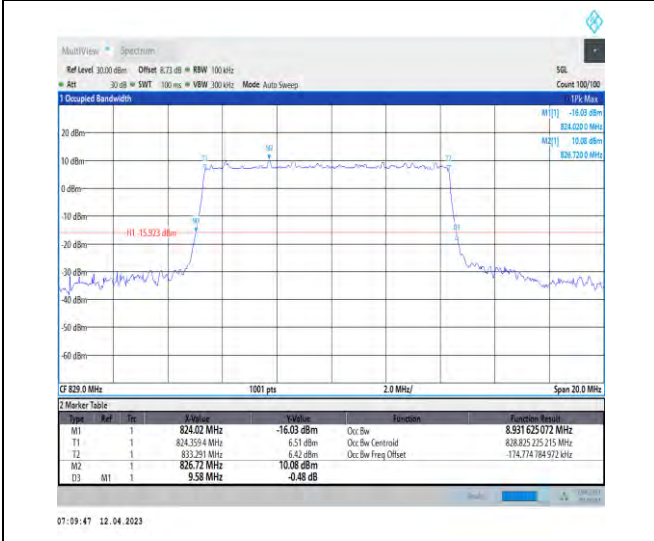 MultiView Spectrum
Ref Level 30.00 dBm Offset 8.73 dB RBW 100 kHz SGL
Att 30 dB SWT 100 ms VBW 300 kHz Mode Auto Sweep Count 100/100
1 Occupied Bandwidth 1Pk Max
M1[1] -16.03 dBm
824.020 0 MHz
20 dBm
M2[1] 10.08 dBm
826.720 0 MHz
M2
T1 T2
10 dBm
0 dBm
-10 dBm
M1
H1 -15.923 dBm
D3
-20 dBm
-30 dBm
-40 dBm
-50 dBm
-60 dBm
CF 829.0 MHz 1001 pts 2.0 MHz/ Span 20.0 MHz
2 Marker Table
Type Ref Trc X-Value Y-Value Function Function Result
M1 1 824.02 MHz -16.03 dBm Occ Bw 8.931 625 072 MHz
T1 1 824.359 4 MHz 6.51 dBm Occ Bw Centroid 828.825 225 215 MHz
T2 1 833.291 MHz 6.42 dBm Occ Bw Freq Offset -174.774 784 972 kHz
M2 1 826.72 MHz 10.08 dBm
D3 M1 1 9.58 MHz -0.48 dB
07:09:47 12.04.2023